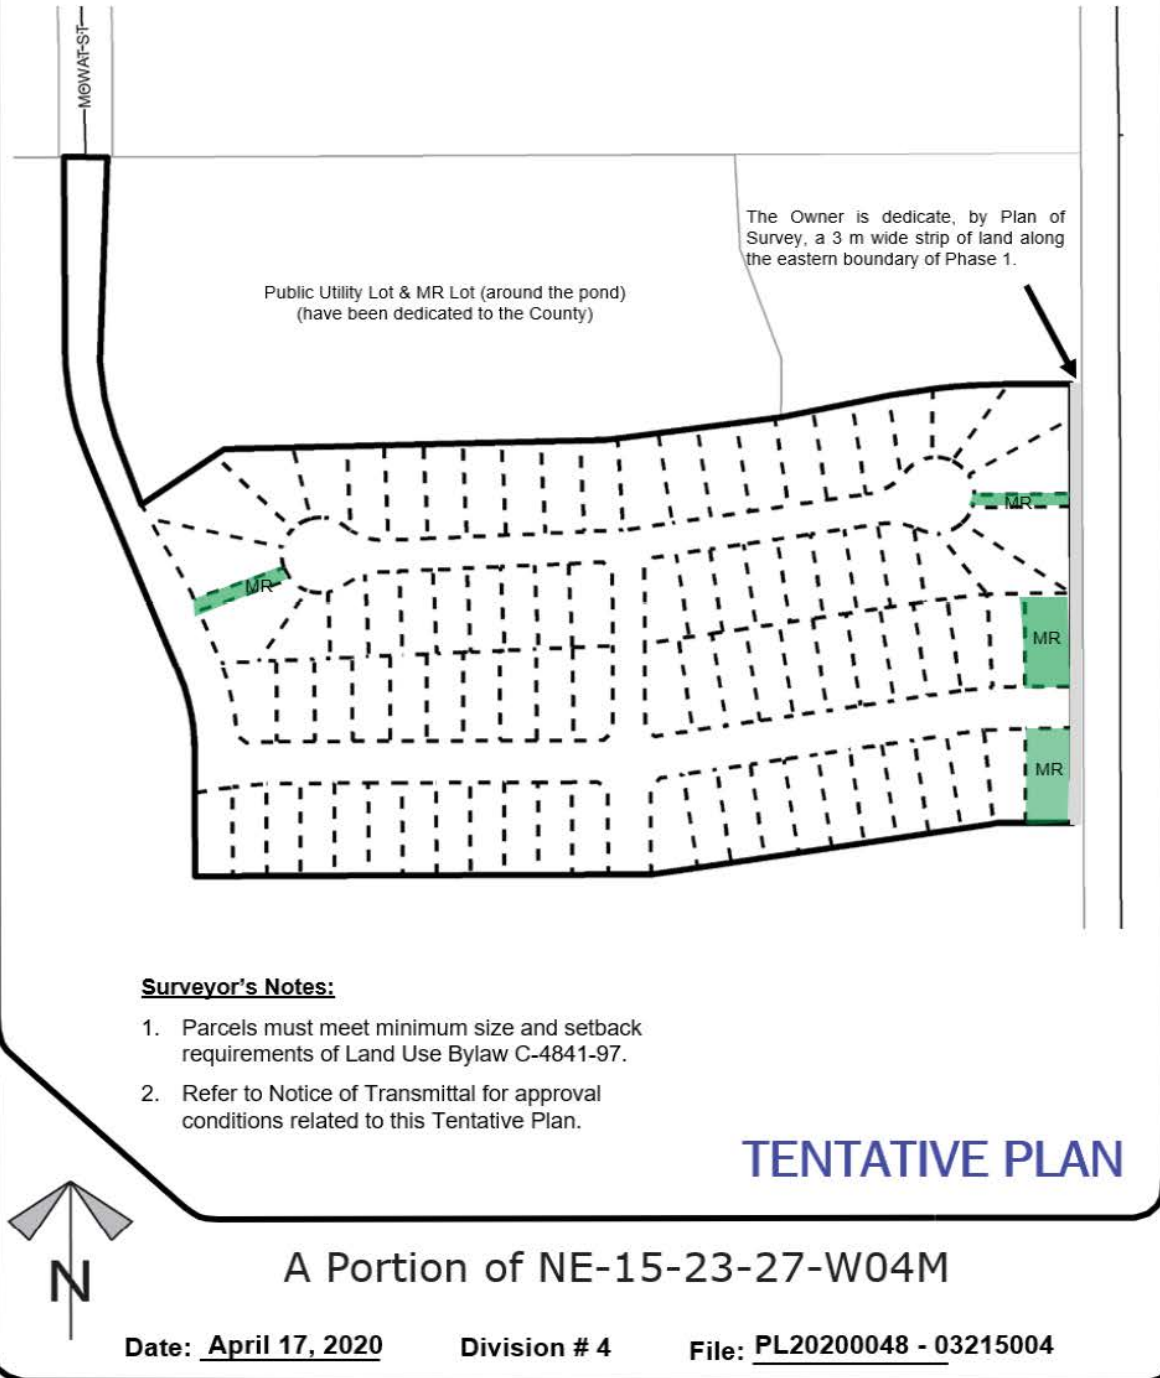 MOWAT ST
The Owner is dedicate, by Plan of
Survey, a 3 m wide strip of land along
the eastern boundary of Phase 1.
Public Utility Lot & MR Lot (around the pond)
(have been dedicated to the County)
MR
MR
MR
MR
Surveyor's Notes:
1. Parcels must meet minimum size and setback
requirements of Land Use Bylaw C-4841-97.
2. Refer to Notice of Transmittal for approval
conditions related to this Tentative Plan.
TENTATIVE PLAN
N
A Portion of NE-15-23-27-W04M
Date: April 17, 2020 Division # 4 File: PL20200048 - 03215004